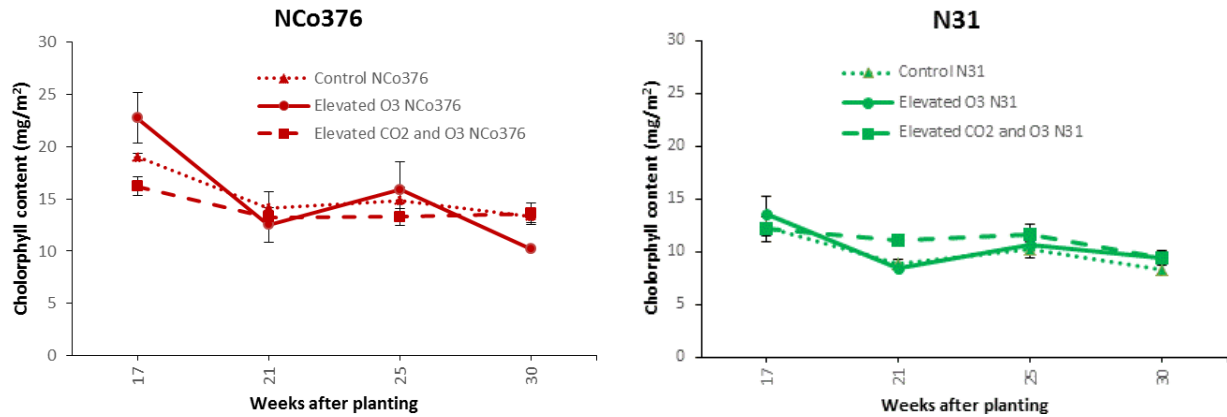 NCo376
30
25
20
15
10
5
0
Cholorphyll content (mg/m²)
Control NCo376
Elevated O3 NCo376
Elevated CO2 and O3 NCo376
17
21
25
30
Weeks after planting
N31
30
25
20
15
10
5
0
Cholorphyll content (mg/m²)
Control N31
Elevated O3 N31
Elevated CO2 and O3 N31
17
21
25
30
Weeks after planting